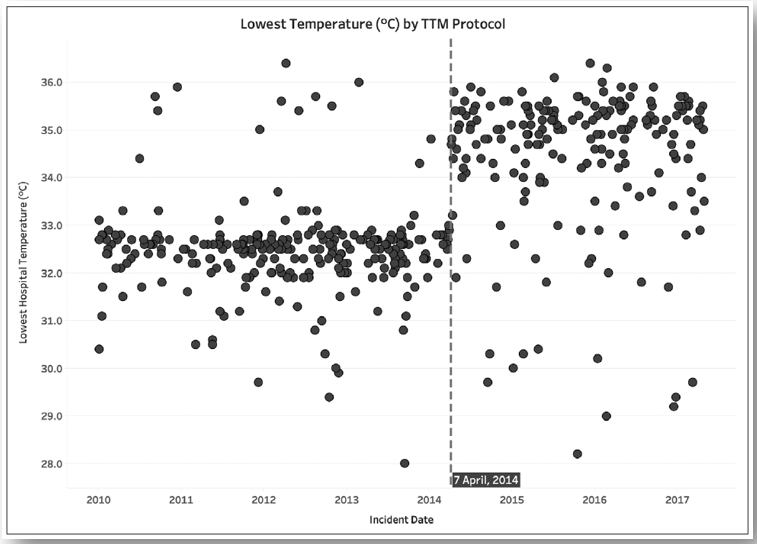 Lowest Temperature (ºC) by TTM Protocol
Lowest Hospital Temperature (ºC)
36.0
35.0
34.0
33.0
32.0
31.0
30.0
29.0
28.0
7 April, 2014
2010 2011 2012 2013 2014 2015 2016 2017
Incident Date